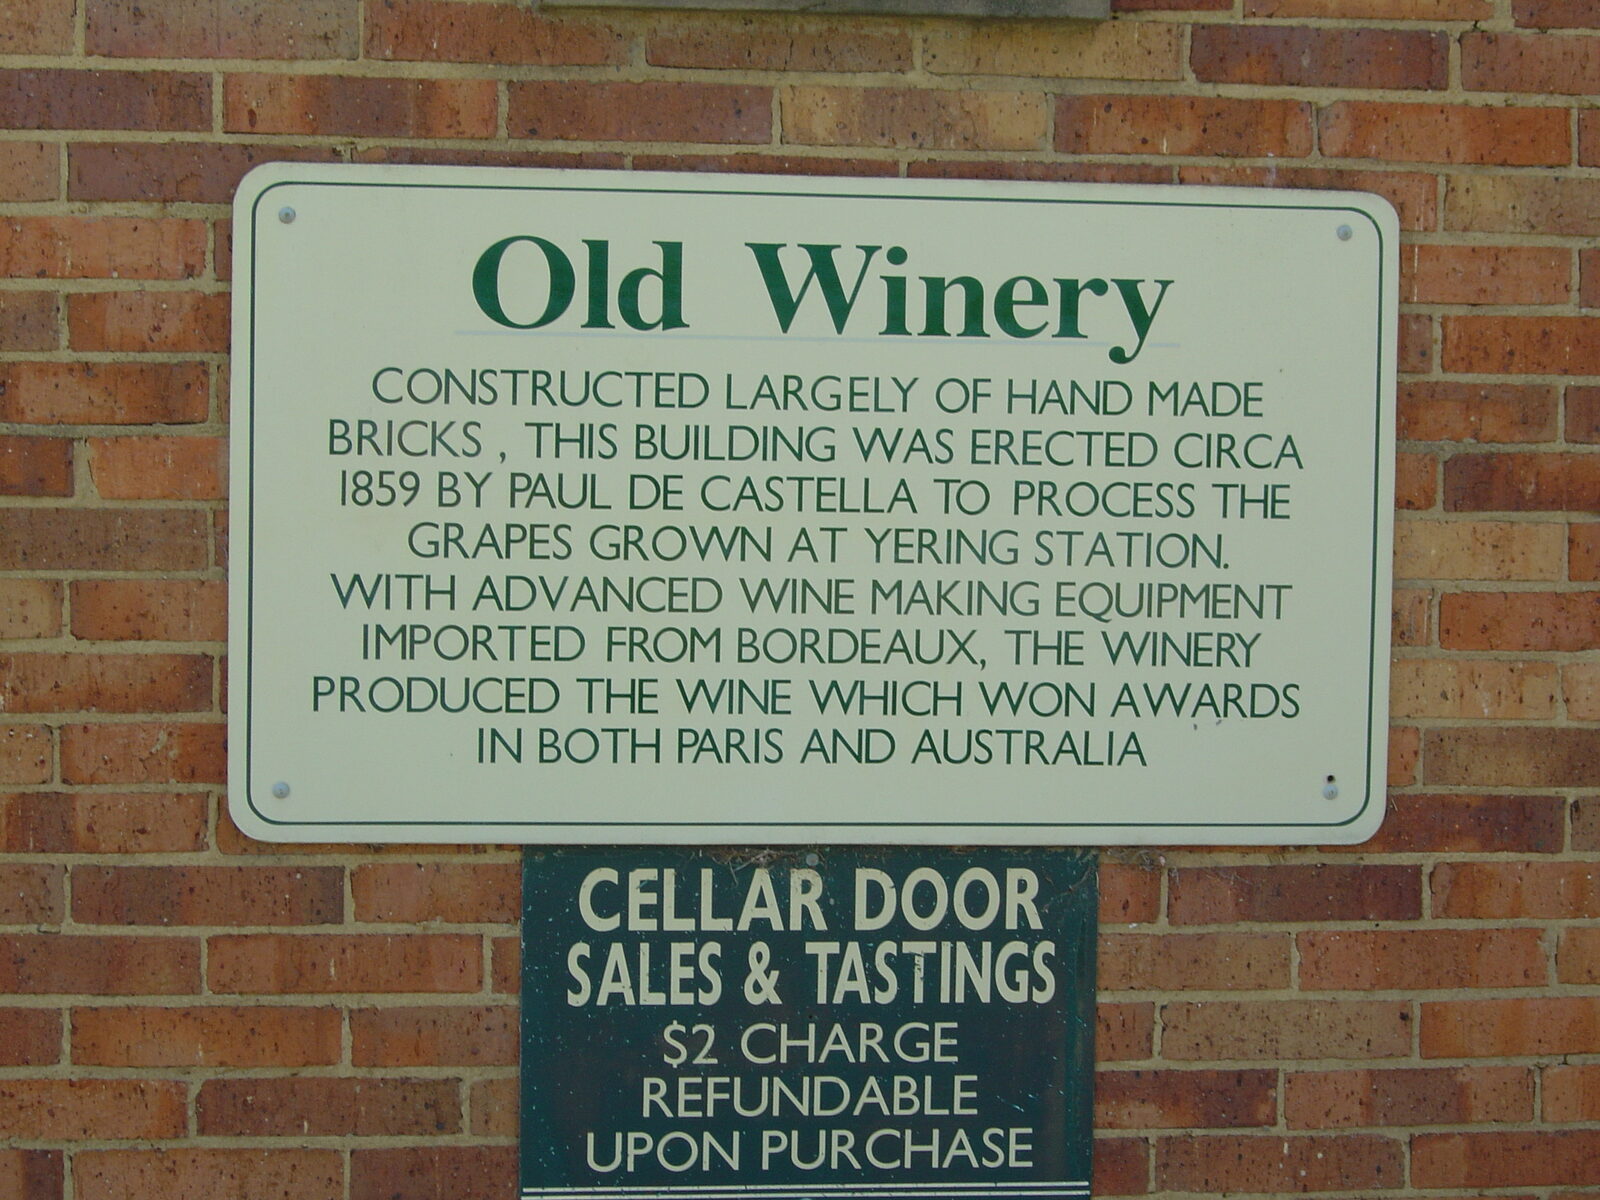 Old Winery
CONSTRUCTED LARGELY OF HAND MADE
BRICKS , THIS BUILDING WAS ERECTED CIRCA
1859 BY PAUL DE CASTELLA TO PROCESS THE
GRAPES GROWN AT YERING STATION.
WITH ADVANCED WINE MAKING EQUIPMENT
IMPORTED FROM BORDEAUX, THE WINERY
PRODUCED THE WINE WHICH WON AWARDS
IN BOTH PARIS AND AUSTRALIA
CELLAR DOOR
SALES & TASTINGS
$2 CHARGE
REFUNDABLE
UPON PURCHASE